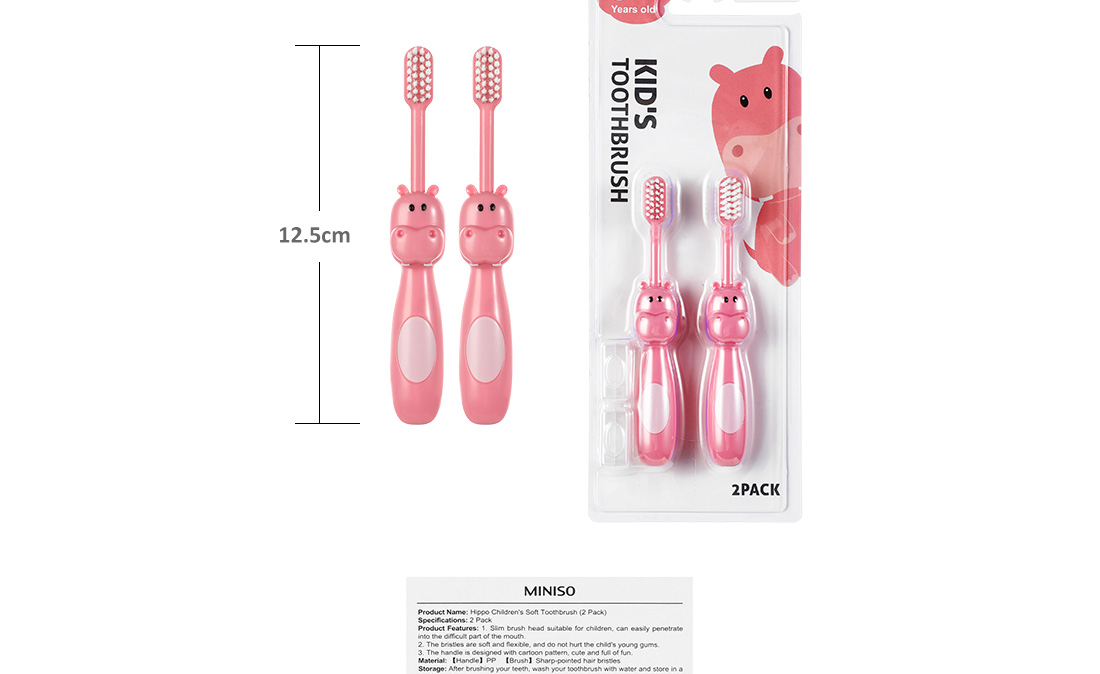 Years old
KID'S
TOOTHBRUSH
12.5cm
2PACK
MINISO
Product Name: Hippo Children's Soft Toothbrush (2 Pack)
Specifications: 2 Pack
Product Features: 1. Slim brush head suitable for children, can easily penetrate
into the difficult part of the mouth.
2. The bristles are soft and flexible, and do not hurt the child's young gums.
3. The handle is designed with cartoon pattern, cute and full of fun.
Material: 【Handle】PP 【Brush】Sharp-pointed hair bristles
Storage: After brushing your teeth, wash your toothbrush with water and store in a